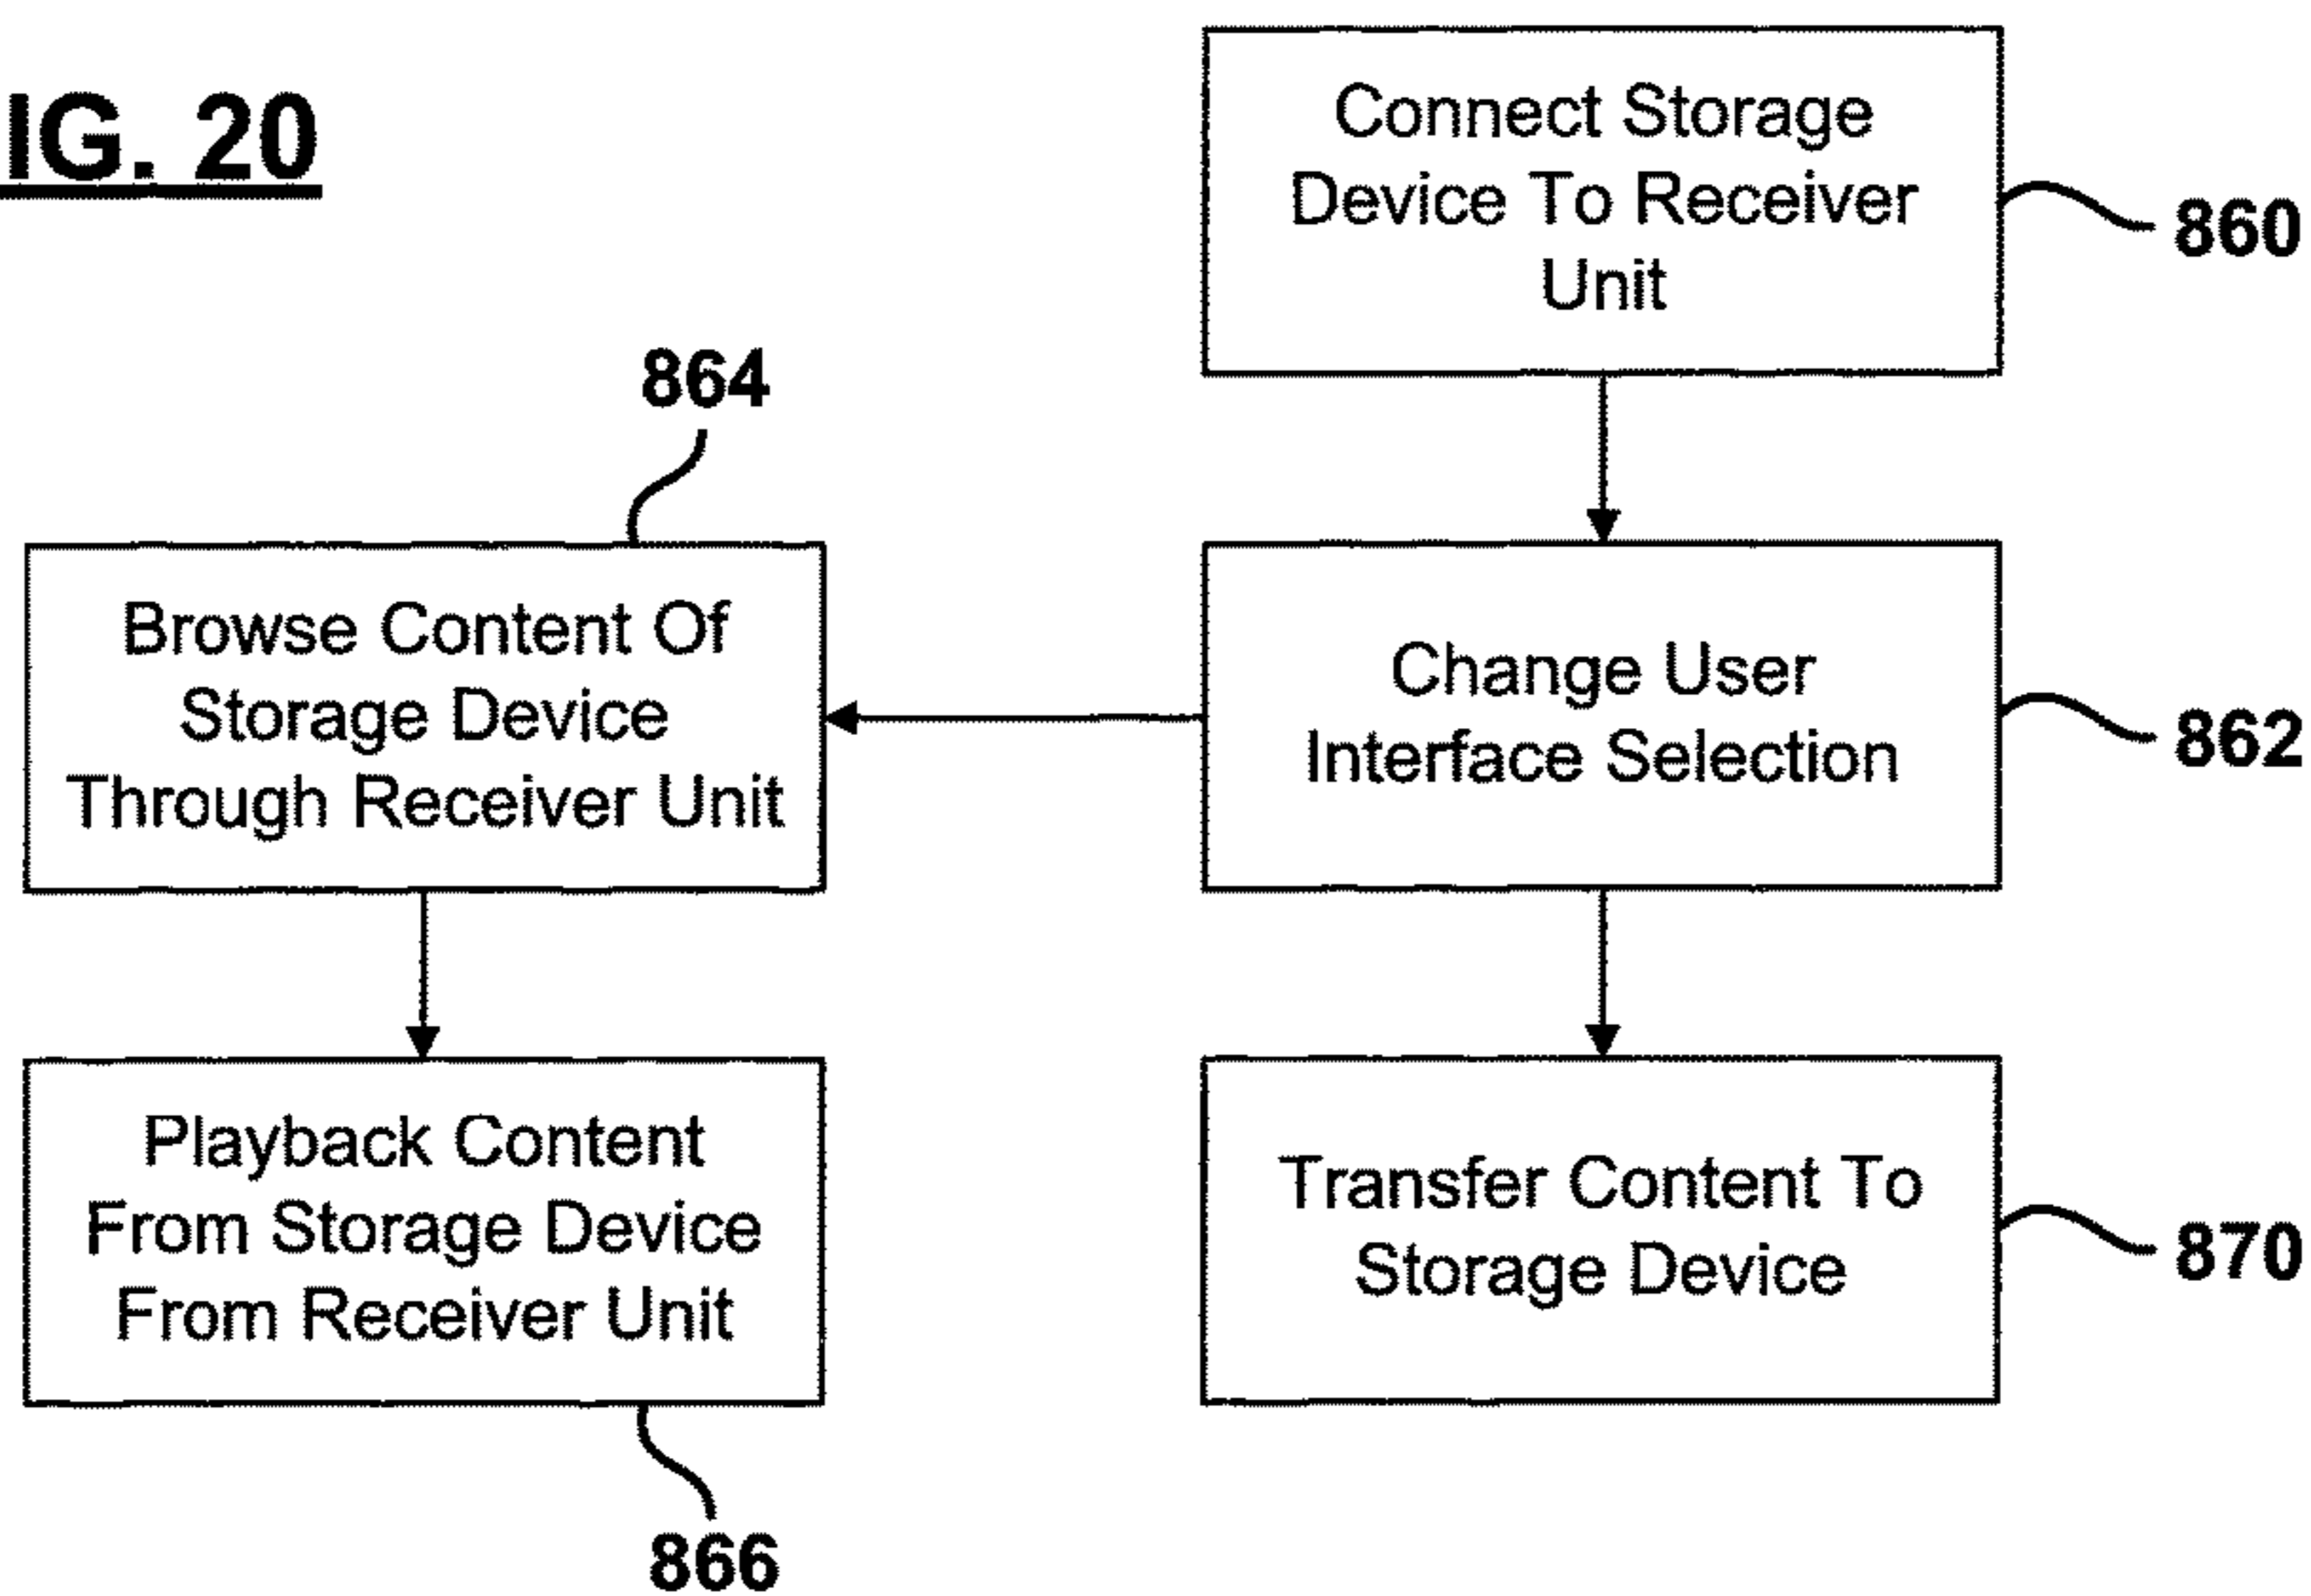 IG. 20
Connect Storage
Device To Receiver
Unit
860
864
Browse Content Of
Storage Device
Through Receiver Unit
Change User
Interface Selection
862
Playback Content
From Storage Device
From Receiver Unit
866
Transfer Content To
Storage Device
870